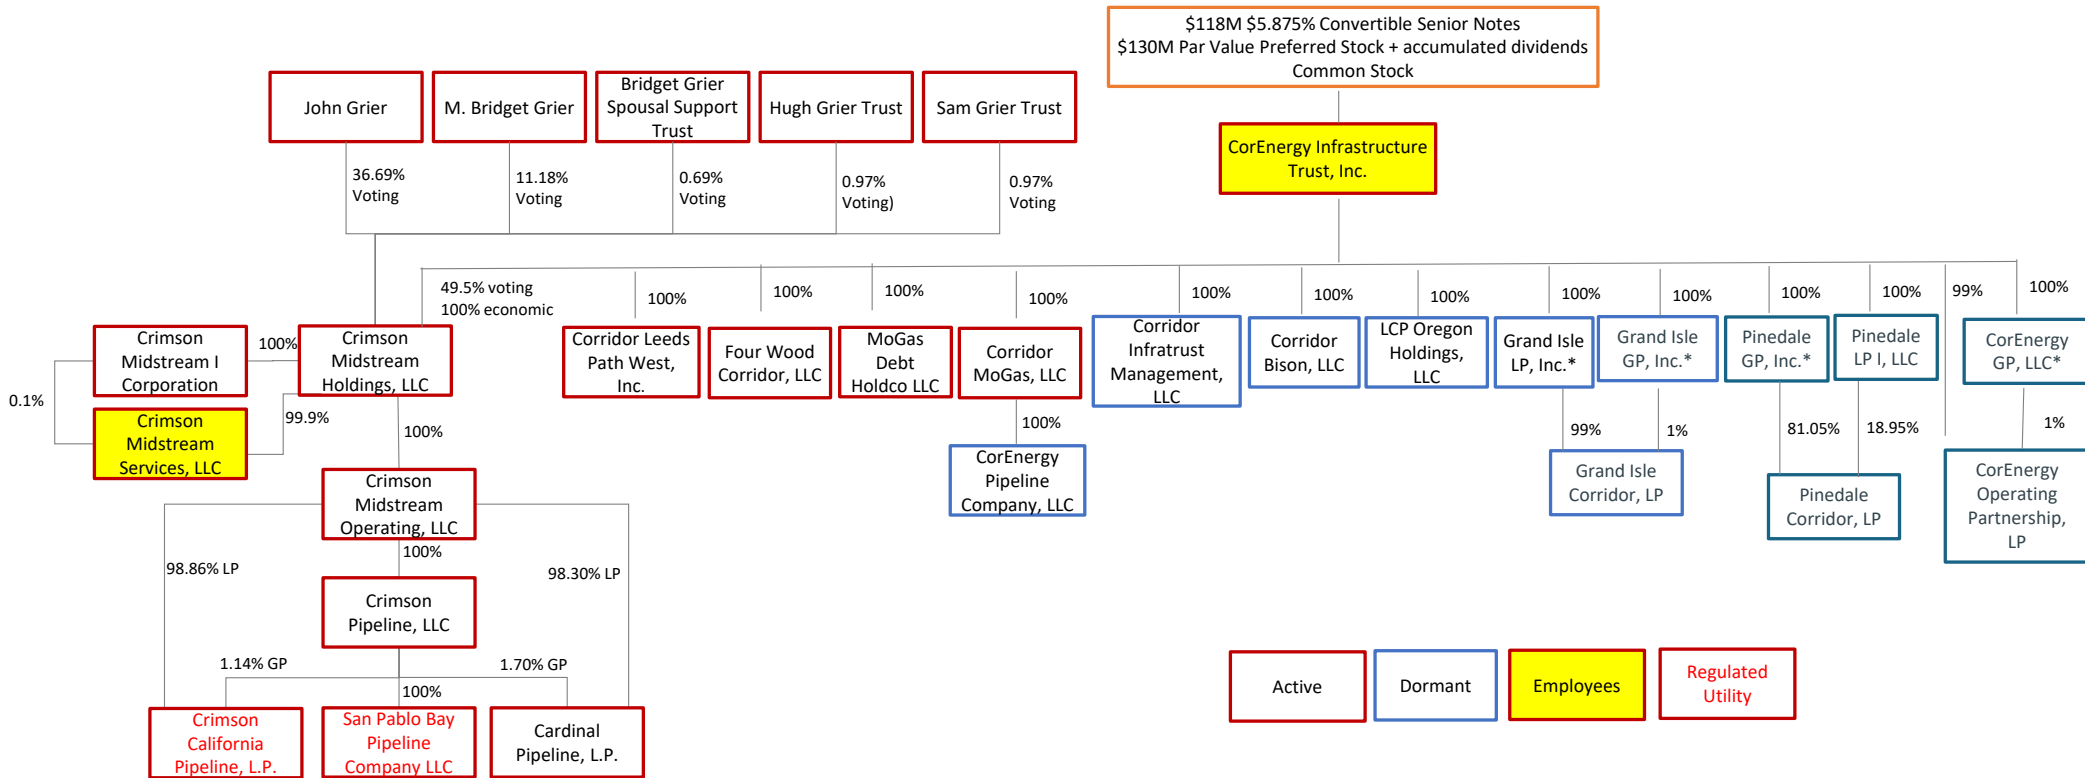 $118M $5.875% Convertible Senior Notes
$130M Par Value Preferred Stock + accumulated dividends
Common Stock
John Grier
M. Bridget Grier
Bridget Grier
Spousal Support
Trust
Hugh Grier Trust
Sam Grier Trust
CorEnergy Infrastructure
Trust, Inc.
36.69%
Voting
11.18%
Voting
0.69%
Voting
0.97%
Voting)
0.97%
Voting
49.5% voting
100% economic
100%
100%
100%
100%
100%
100%
100%
100%
100%
100%
100%
99%
100%
Crimson
Midstream I
Corporation
100%
Crimson
Midstream
Holdings, LLC
Corridor Leeds
Path West,
Inc.
Four Wood
Corridor, LLC
MoGas
Debt
Holdco LLC
Corridor
MoGas, LLC
Corridor
Infratrust
Management,
LLC
Corridor
Bison, LLC
LCP Oregon
Holdings,
LLC
Grand Isle
LP, Inc.*
Grand Isle
GP, Inc.*
Pinedale
GP, Inc.*
Pinedale
LP I, LLC
CorEnergy
GP, LLC*
0.1%
Crimson
Midstream
Services, LLC
99.9%
100%
100%
99%
1%
81.05%
18.95%
1%
CorEnergy
Pipeline
Company, LLC
Grand Isle
Corridor, LP
Pinedale
Corridor, LP
CorEnergy
Operating
Partnership,
LP
Crimson
Midstream
Operating, LLC
98.86% LP
100%
98.30% LP
Crimson
Pipeline, LLC
1.14% GP
1.70% GP
100%
Crimson
California
Pipeline, L.P.
San Pablo Bay
Pipeline
Company LLC
Cardinal
Pipeline, L.P.
Active
Dormant
Employees
Regulated
Utility